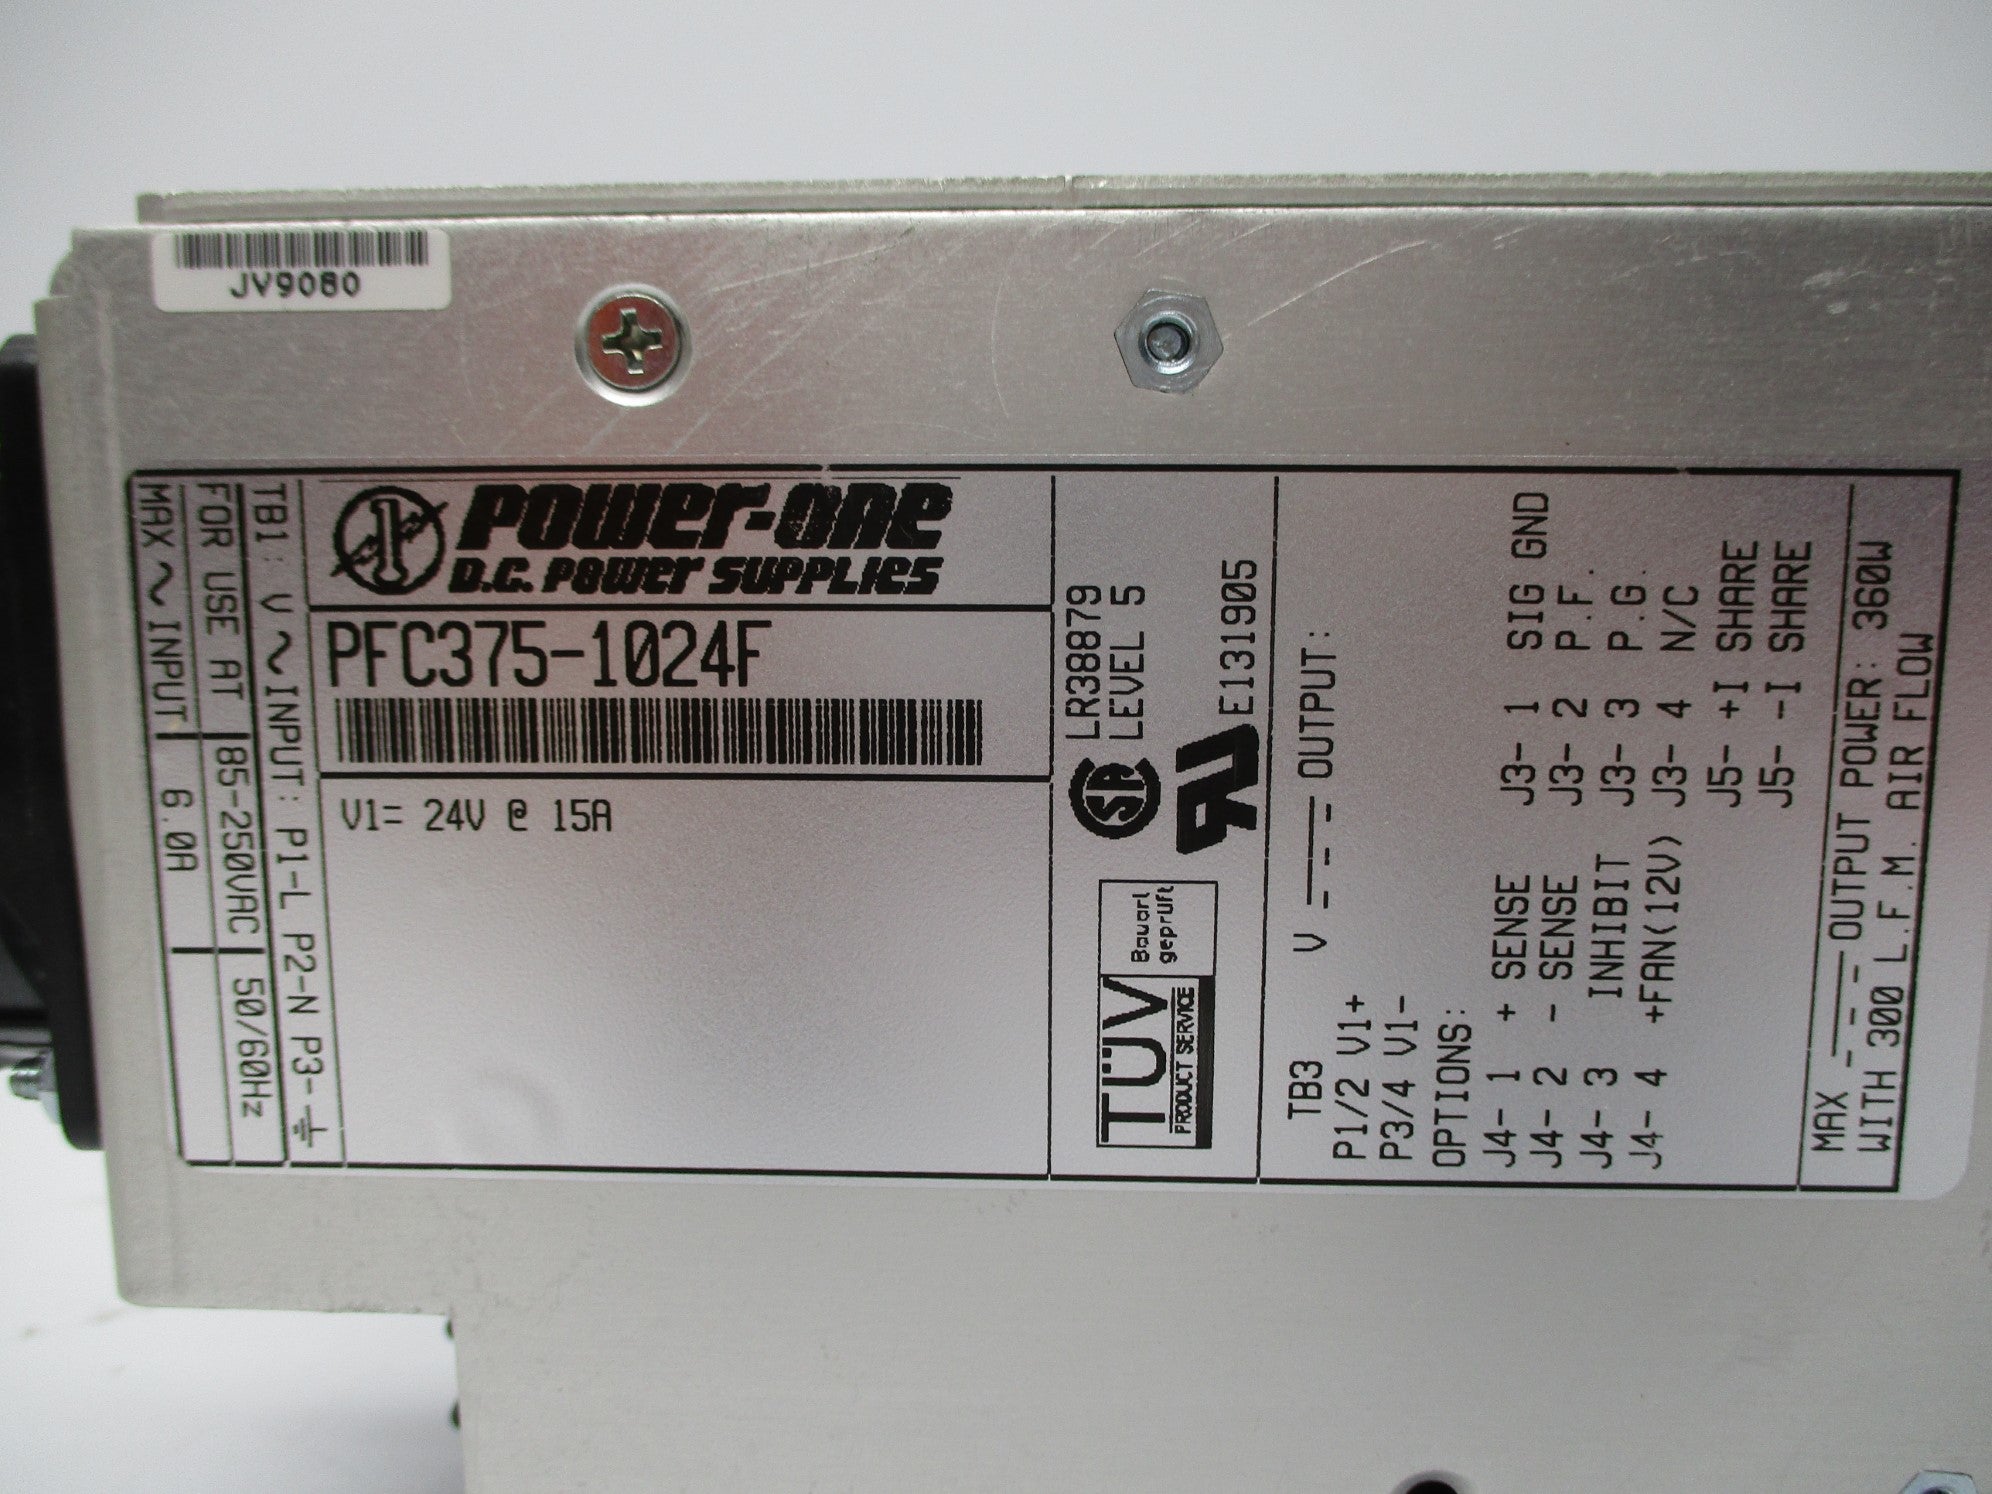 JV9080
MAX ~ INPUT 6.0A
FOR USE AT 85-250VAC 50/60Hz
TB1: V ~ INPUT: P1-L P2-N P3-⏚
POWER-ONE
D.C. POWER SUPPLIES
PFC375-1024F
V1= 24V @ 15A
LR38879
LEVEL 5
E131905
TÜV
PRODUCT SERVICE
Bauart
geprüft
TB3 V ⎓ OUTPUT:
P1/2 V1+
P3/4 V1-
OPTIONS:
J4- 1 + SENSE J3- 1 SIG GND
J4- 2 - SENSE J3- 2 P.F.
J4- 3 INHIBIT J3- 3 P.G.
J4- 4 +FAN(12V) J3- 4 N/C
J5- +I SHARE
J5- -I SHARE
MAX ⎓ OUTPUT POWER: 360W
WITH 300 L.F.M. AIR FLOW